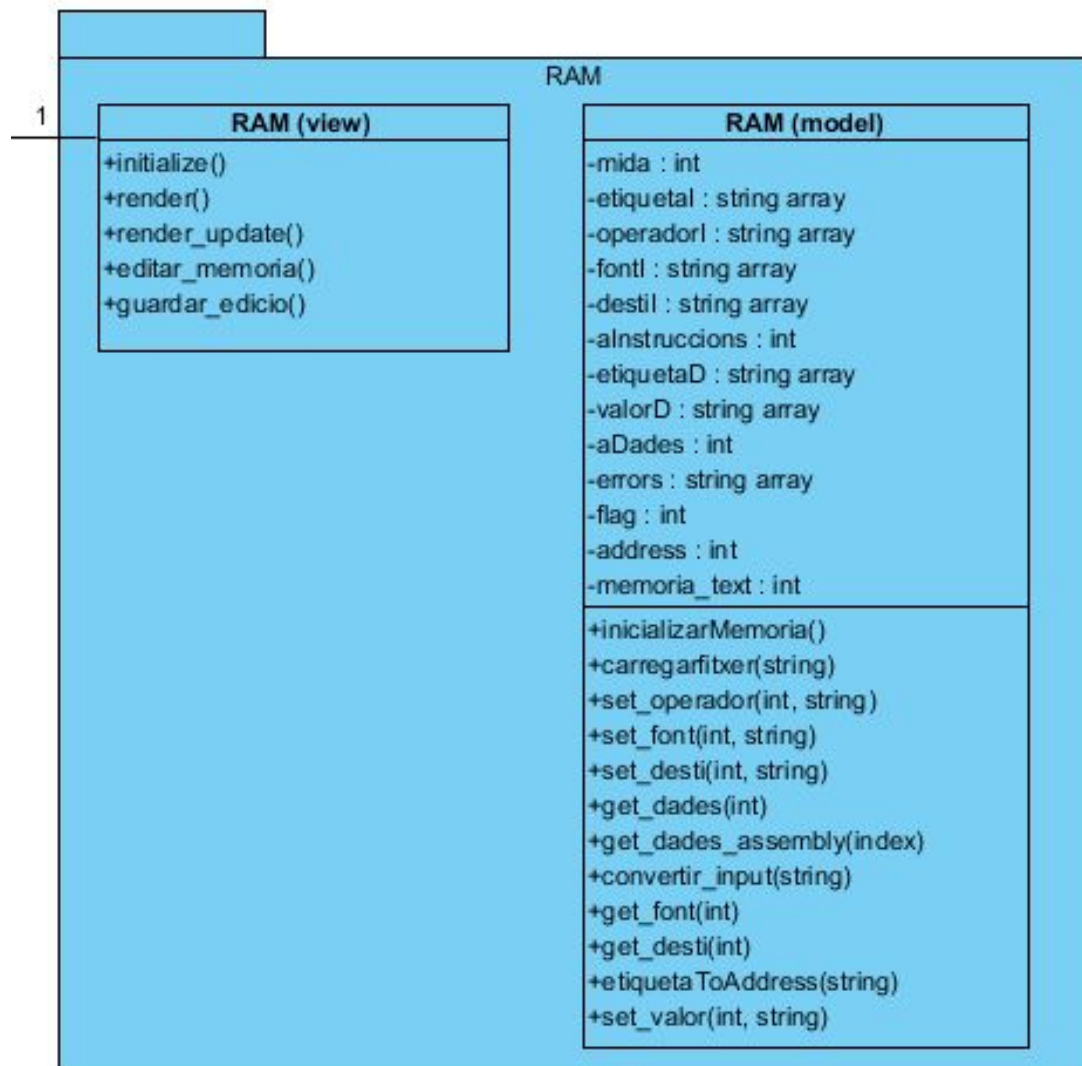 RAM
1
RAM (view)
+initialize()
+render()
+render_update()
+editar_memoria()
+guardar_edicio()
RAM (model)
-mida : int
-etiquetaI : string array
-operadorI : string array
-fontI : string array
-destiI : string array
-aInstruccions : int
-etiquetaD : string array
-valorD : string array
-aDades : int
-errors : string array
-flag : int
-address : int
-memoria_text : int
+inicializarMemoria()
+carregarfitxer(string)
+set_operador(int, string)
+set_font(int, string)
+set_desti(int, string)
+get_dades(int)
+get_dades_assembly(index)
+convertir_input(string)
+get_font(int)
+get_desti(int)
+etiquetaToAddress(string)
+set_valor(int, string)